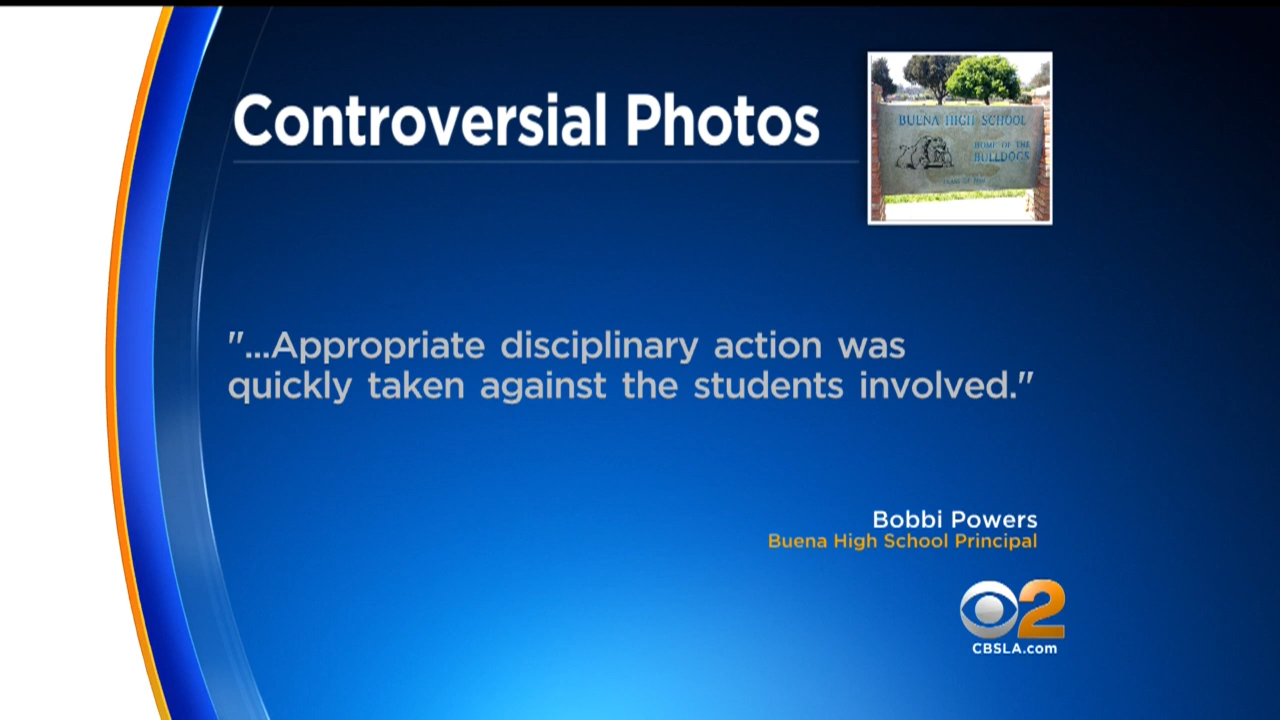 Controversial Photos
BUENA HIGH SCHOOL
HOME OF THE
BULLDOGS
"...Appropriate disciplinary action was
quickly taken against the students involved."
Bobbi Powers
Buena High School Principal
2
CBSLA.com